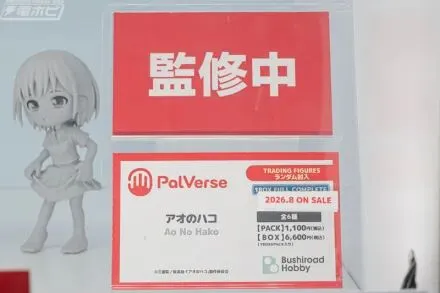 電ホビ
監修中
PalVerse
TRADING FIGURES
ランダム封入
1BOX FULL COMPLETE
2026.8 ON SALE
アオのハコ
Ao No Hako
全6種
【PACK】1,100円(税込)
【BOX】6,600円(税込)
Bushiroad
Hobby